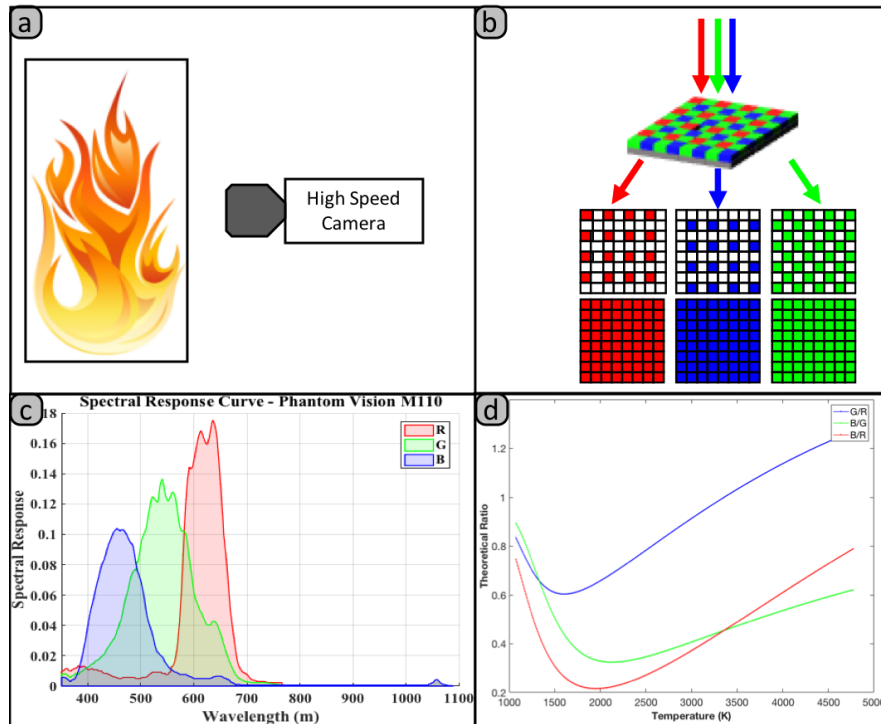 a
High Speed
Camera
b
c
Spectral Response Curve - Phantom Vision M110
0.18
0.16
0.14
0.12
0.1
0.08
0.06
0.04
0.02
0
Spectral Response
R
G
B
400
500
600
700
800
900
1000
1100
Wavelength (m)
d
G/R
B/G
B/R
1.2
1
0.8
0.6
0.4
0.2
Theoretical Ratio
1000
1500
2000
2500
3000
3500
4000
4500
5000
Temperature (K)